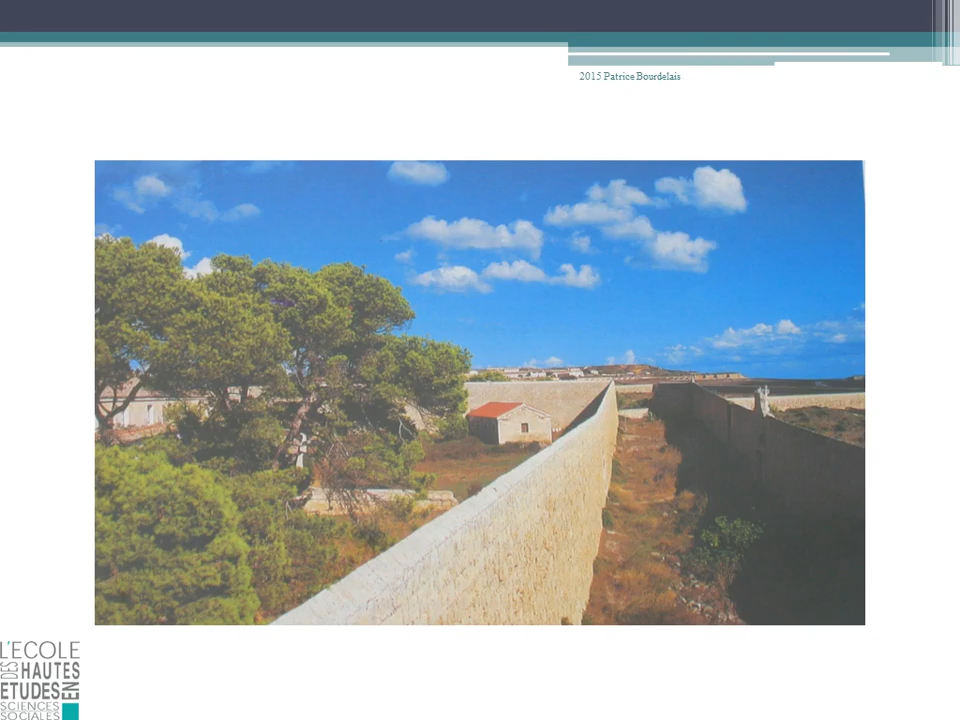 2015 Patrice Bourdelais
L'ECOLE
DES HAUTES
ETUDES EN
SCIENCES
SOCIALES